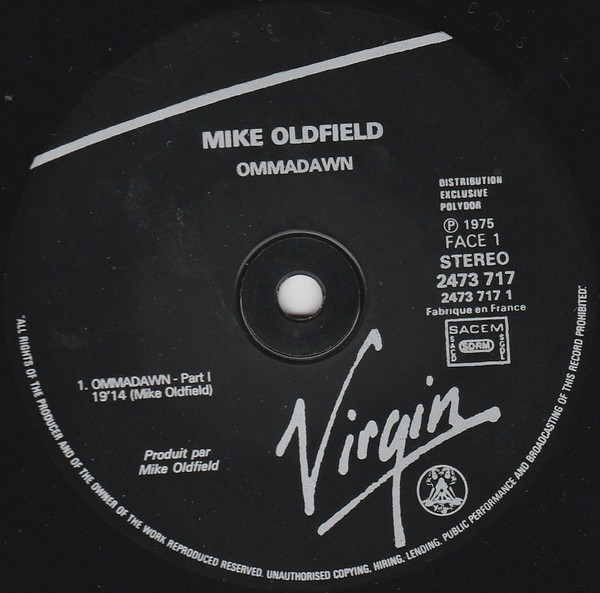 MIKE OLDFIELD
OMMADAWN
DISTRIBUTION
EXCLUSIVE
POLYDOR
Ⓟ 1975
FACE 1
STEREO
2473 717
2473 717 1
Fabriqué en France
SACEM
SACD
SDRM
SGDL
1. OMMADAWN - Part I
19'14 (Mike Oldfield)
Produit par
Mike Oldfield
Virgin
"ALL RIGHTS OF THE PRODUCER AND OF THE OWNER OF THE WORK REPRODUCED RESERVED. UNAUTHORISED COPYING, HIRING, LENDING, PUBLIC PERFORMANCE AND BROADCASTING OF THIS RECORD PROHIBITED."